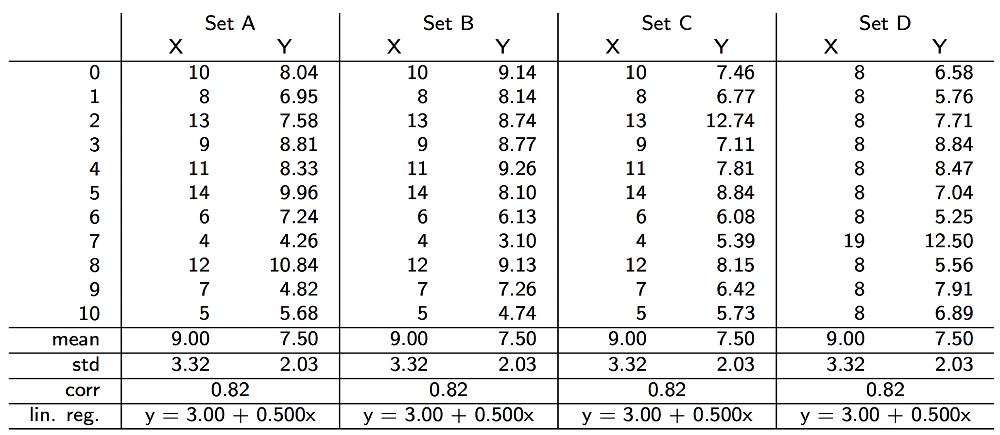 Set A Set B Set C Set D
X Y X Y X Y X Y
0 10 8.04 10 9.14 10 7.46 8 6.58
1 8 6.95 8 8.14 8 6.77 8 5.76
2 13 7.58 13 8.74 13 12.74 8 7.71
3 9 8.81 9 8.77 9 7.11 8 8.84
4 11 8.33 11 9.26 11 7.81 8 8.47
5 14 9.96 14 8.10 14 8.84 8 7.04
6 6 7.24 6 6.13 6 6.08 8 5.25
7 4 4.26 4 3.10 4 5.39 19 12.50
8 12 10.84 12 9.13 12 8.15 8 5.56
9 7 4.82 7 7.26 7 6.42 8 7.91
10 5 5.68 5 4.74 5 5.73 8 6.89
mean 9.00 7.50 9.00 7.50 9.00 7.50 9.00 7.50
std 3.32 2.03 3.32 2.03 3.32 2.03 3.32 2.03
corr 0.82 0.82 0.82 0.82
lin. reg. y = 3.00 + 0.500x y = 3.00 + 0.500x y = 3.00 + 0.500x y = 3.00 + 0.500x